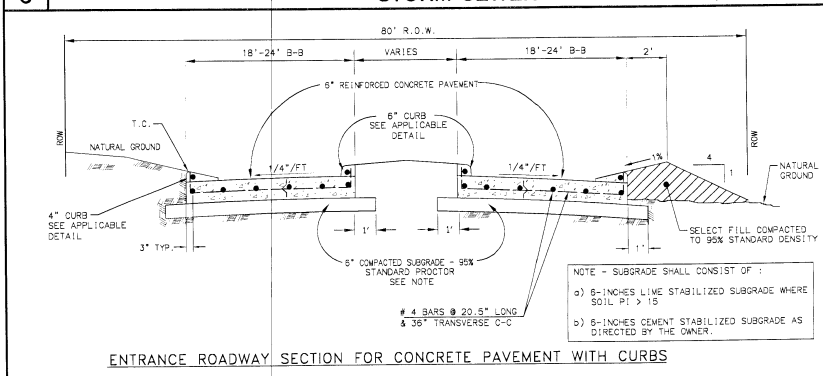 80' R.O.W.
18'-24' B-B
VARIES
18'-24' B-B
2'
6" REINFORCED CONCRETE PAVEMENT
T.C.
6" CURB
SEE APPLICABLE
DETAIL
ROW
ROW
NATURAL GROUND
1/4"/FT
1/4"/FT
1%
4
1
NATURAL
GROUND
4" CURB
SEE APPLICABLE
DETAIL
3" TYP.
1'
1'
1'
SELECT FILL COMPACTED
TO 95% STANDARD DENSITY
6" COMPACTED SUBGRADE - 95%
STANDARD PROCTOR
SEE NOTE
# 4 BARS @ 20.5" LONG
& 36" TRANSVERSE C-C
NOTE - SUBGRADE SHALL CONSIST OF :
a) 6-INCHES LIME STABILIZED SUBGRADE WHERE
SOIL PI > 15
b) 6-INCHES CEMENT STABILIZED SUBGRADE AS
DIRECTED BY THE OWNER.
ENTRANCE ROADWAY SECTION FOR CONCRETE PAVEMENT WITH CURBS